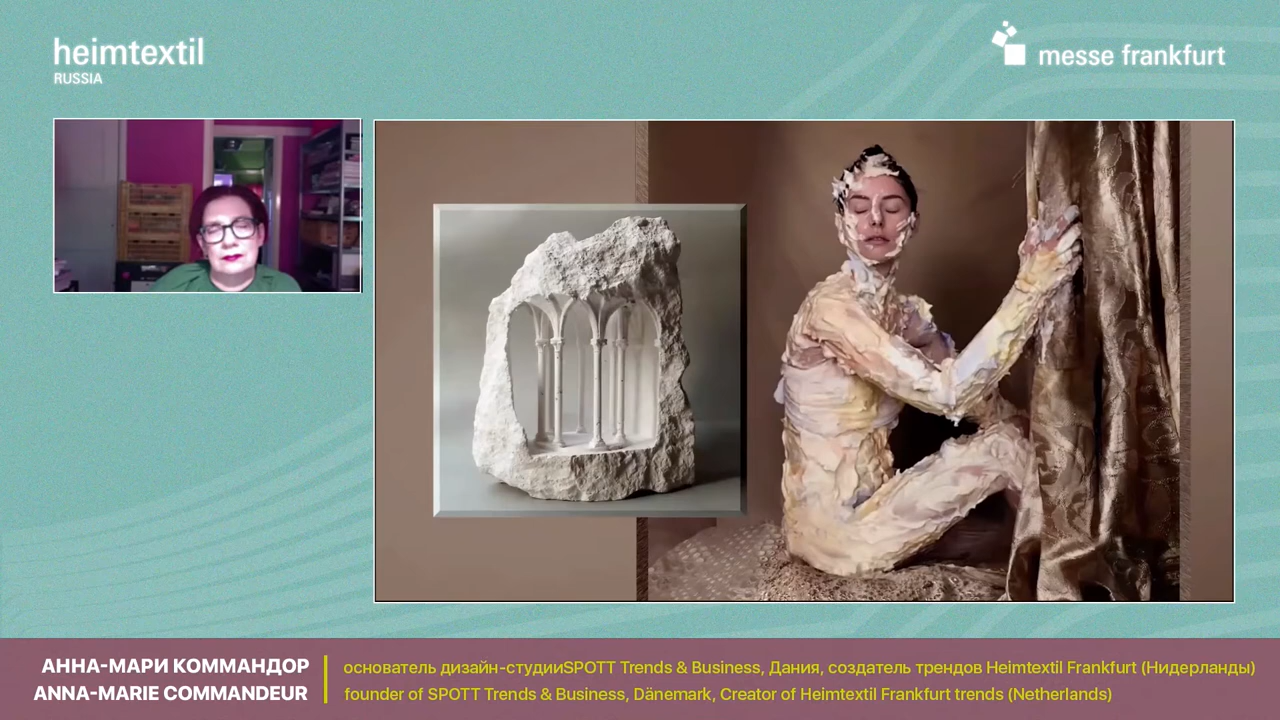 heimtextil
RUSSIA
messe frankfurt
АННА-МАРИ КОММАНДОР
основатель дизайн-студииSPOTT Trends & Business, Дания, создатель трендов Heimtextil Frankfurt (Нидерланды)
ANNA-MARIE COMMANDEUR
founder of SPOTT Trends & Business, Dänemark, Creator of Heimtextil Frankfurt trends (Netherlands)